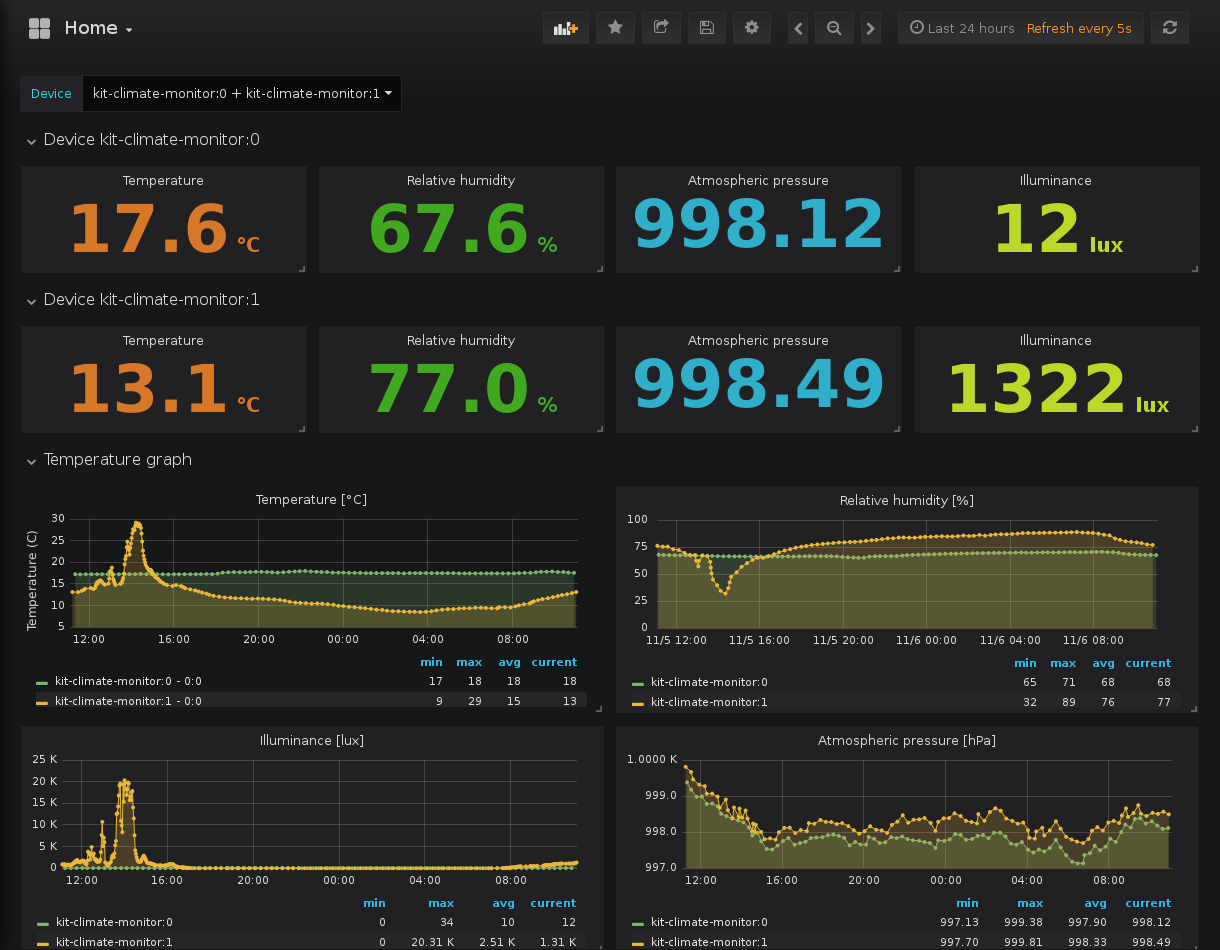 Home
Last 24 hours Refresh every 5s
Device kit-climate-monitor:0 + kit-climate-monitor:1
Device kit-climate-monitor:0
Temperature Relative humidity Atmospheric pressure Illuminance
17.6 °C 67.6 % 998.12 12 lux
Device kit-climate-monitor:1
Temperature Relative humidity Atmospheric pressure Illuminance
13.1 °C 77.0 % 998.49 1322 lux
Temperature graph
Temperature [°C]
Temperature (C)
30
25
20
15
10
5
12:00 16:00 20:00 00:00 04:00 08:00
min max avg current
kit-climate-monitor:0 - 0:0 17 18 18 18
kit-climate-monitor:1 - 0:0 9 29 15 13
Relative humidity [%]
100
75
50
25
0
11/5 12:00 11/5 16:00 11/5 20:00 11/6 00:00 11/6 04:00 11/6 08:00
min max avg current
kit-climate-monitor:0 65 71 68 68
kit-climate-monitor:1 32 89 76 77
Illuminance [lux]
25 K
20 K
15 K
10 K
5 K
0
12:00 16:00 20:00 00:00 04:00 08:00
min max avg current
kit-climate-monitor:0 0 34 10 12
kit-climate-monitor:1 0 20.31 K 2.51 K 1.31 K
Atmospheric pressure [hPa]
1.0000 K
999.0
998.0
997.0
12:00 16:00 20:00 00:00 04:00 08:00
min max avg current
kit-climate-monitor:0 997.13 999.38 997.90 998.12
kit-climate-monitor:1 997.70 999.81 998.33 998.49